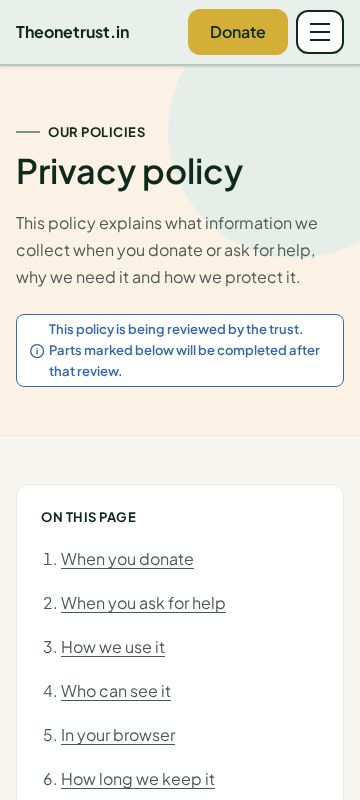 Theonetrust.in
Donate
OUR POLICIES
Privacy policy
This policy explains what information we
collect when you donate or ask for help,
why we need it and how we protect it.
This policy is being reviewed by the trust.
Parts marked below will be completed after
that review.
ON THIS PAGE
1. When you donate
2. When you ask for help
3. How we use it
4. Who can see it
5. In your browser
6. How long we keep it